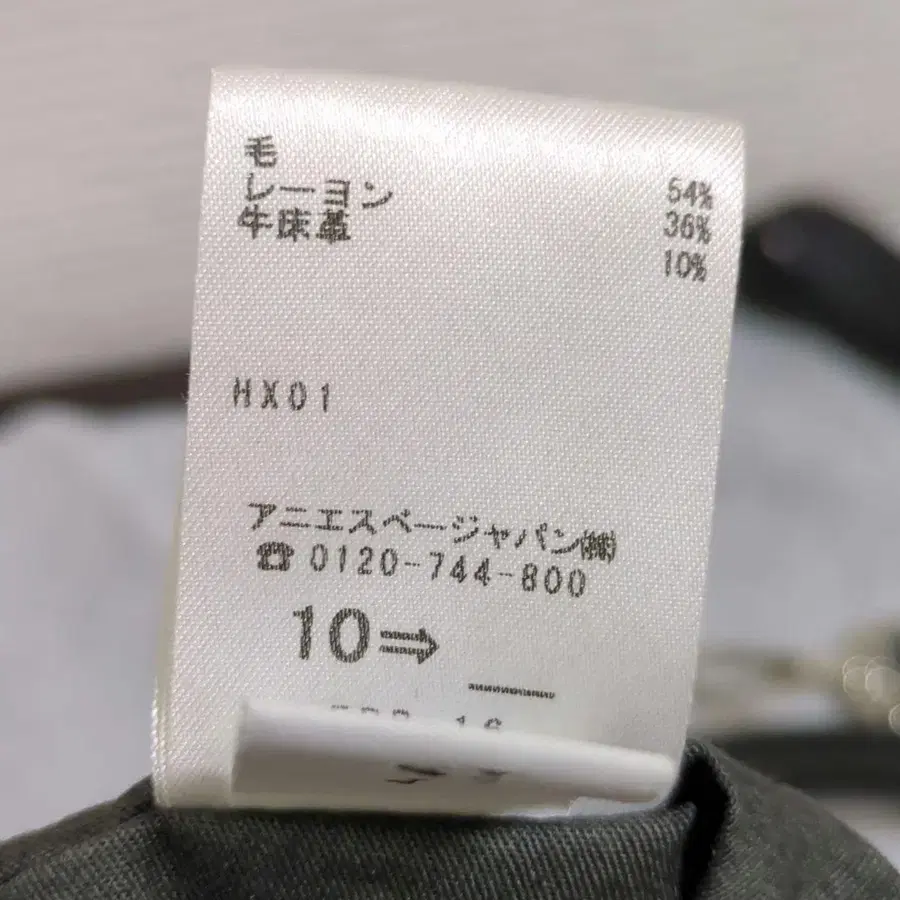 毛 54%
レーヨン 36%
牛床革 10%
HX01
アニエスベージャパン㈱
☎ 0120-744-800
10⇒